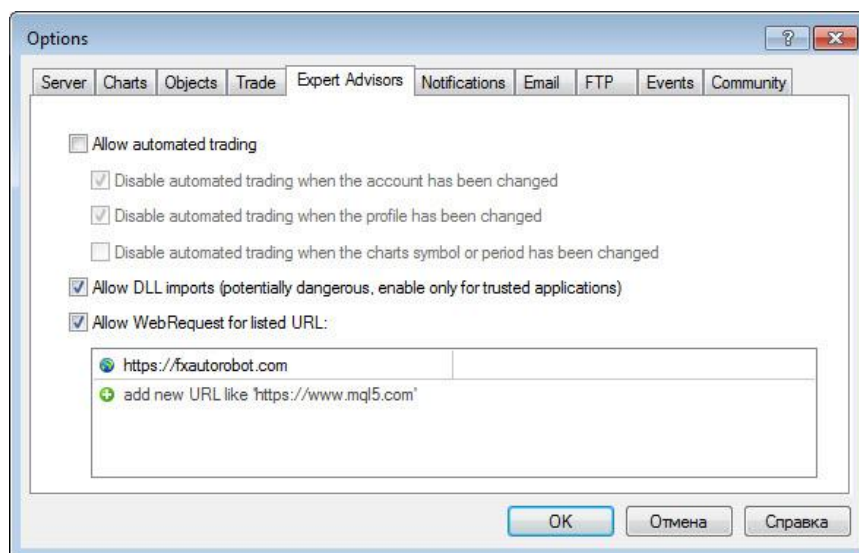 Options
Server Charts Objects Trade Expert Advisors Notifications Email FTP Events Community
Allow automated trading
Disable automated trading when the account has been changed
Disable automated trading when the profile has been changed
Disable automated trading when the charts symbol or period has been changed
Allow DLL imports (potentially dangerous, enable only for trusted applications)
Allow WebRequest for listed URL:
https://fxautorobot.com
add new URL like 'https://www.mql5.com'
OK Отмена Справка